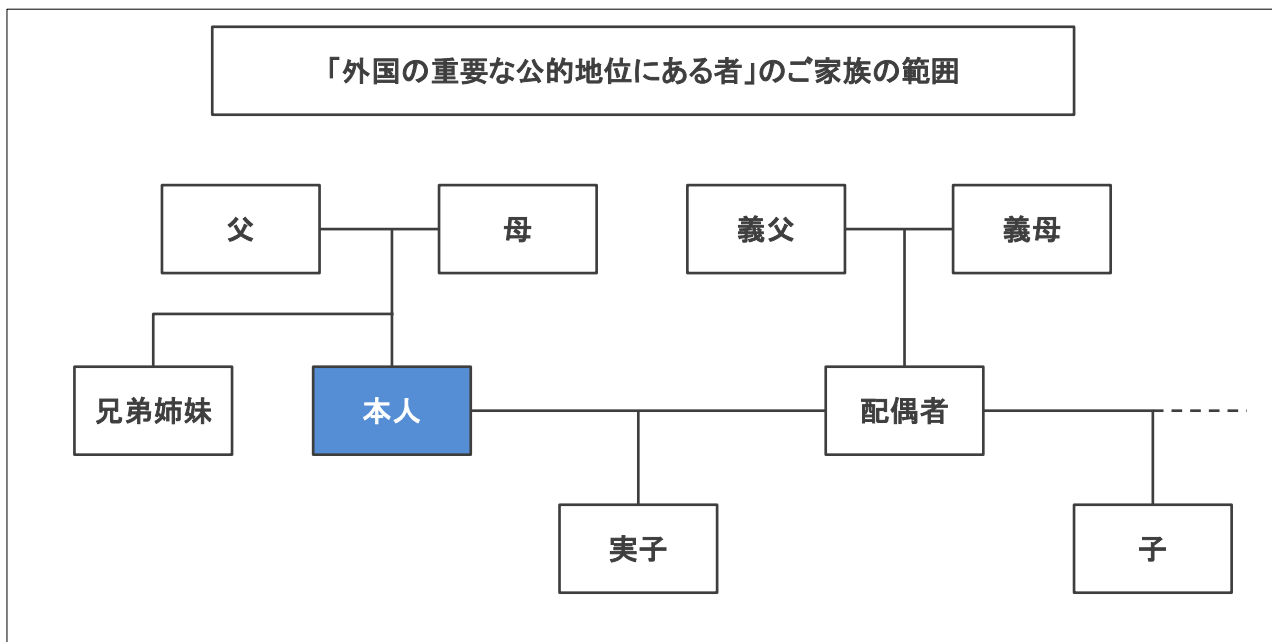 「外国の重要な公的地位にある者」のご家族の範囲
父
母
義父
義母
兄弟姉妹
本人
配偶者
実子
子